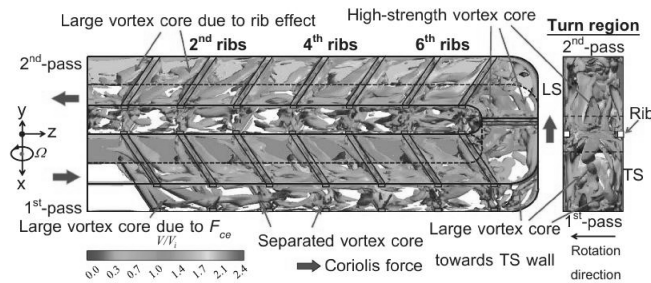 Large vortex core due to rib effect
High-strength vortex core
Turn region
2nd ribs
4th ribs
6th ribs
2nd-pass
2nd-pass
LS
Rib
y
z
Ω
x
TS
1st-pass
1st-pass
Large vortex core due to Fce
Separated vortex core
Large vortex core
towards TS wall
V/Vi
0.0 0.3 0.7 1.0 1.4 1.7 2.1 2.4
Coriolis force
Rotation
direction